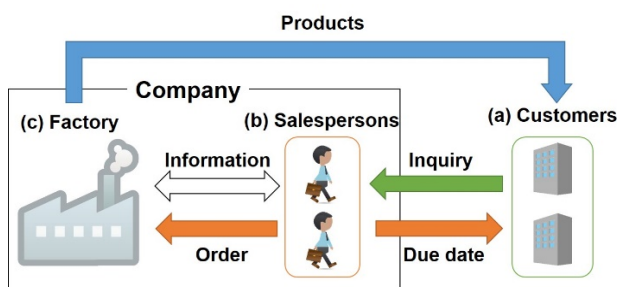 Products
Company
(c) Factory
(b) Salespersons
(a) Customers
Information
Inquiry
Order
Due date